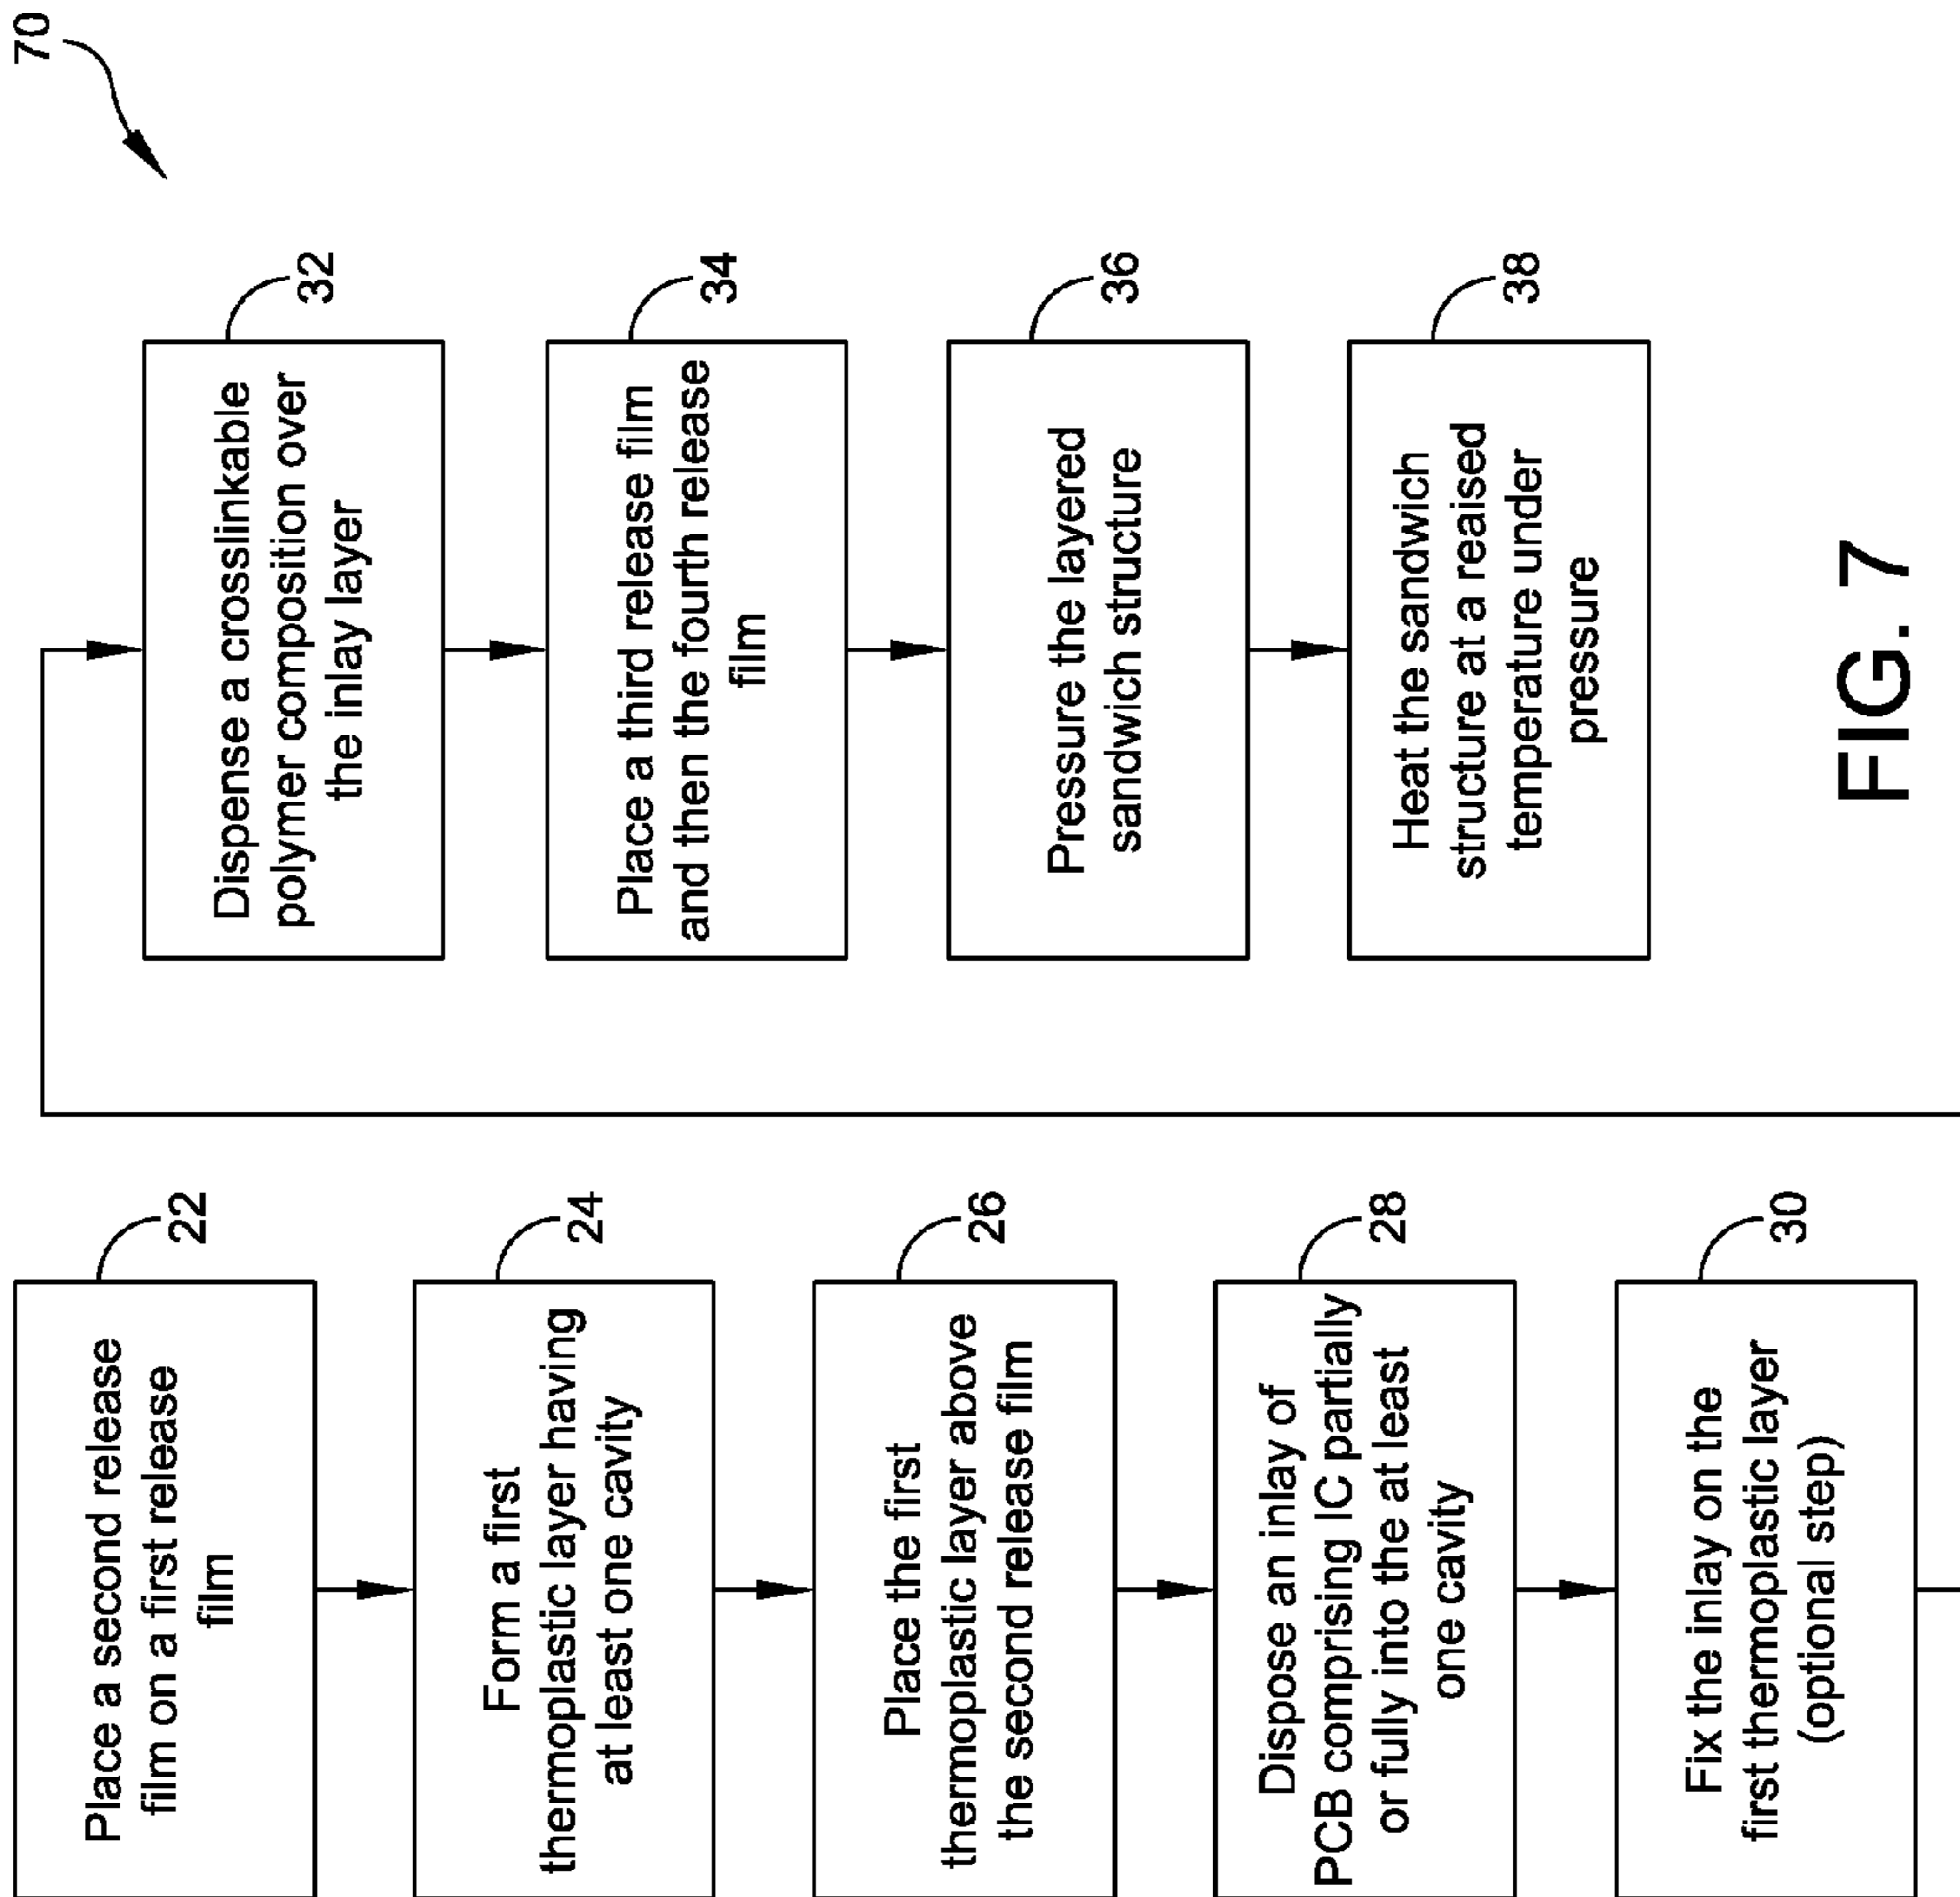 70
Place a second release
film on a first release
film
22
Form a first
thermoplastic layer having
at least one cavity
24
Place the first
thermoplastic layer above
the second release film
26
Dispose an inlay of
PCB comprising IC partially
or fully into the at least
one cavity
28
Fix the inlay on the
first thermoplastic layer
(optional step)
30
Dispense a crosslinkable
polymer composition over
the inlay layer
32
Place a third release film
and then the fourth release
film
34
Pressure the layered
sandwich structure
36
Heat the sandwich
structure at a reaised
temperature under
pressure
38
FIG. 7